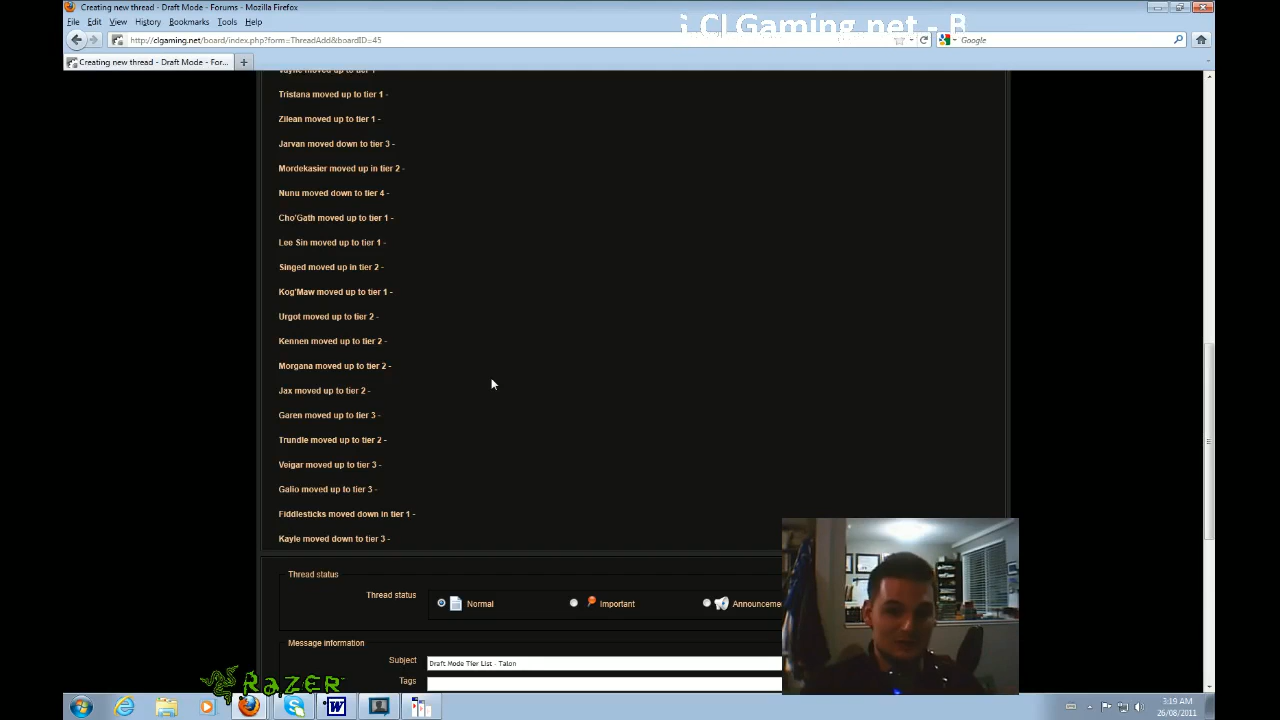 Creating new thread - Draft Mode - Forums - Mozilla Firefox
File Edit View History Bookmarks Tools Help
CLGaming.net - B
http://clgaming.net/board/index.php?form=ThreadAdd&boardID=45
Google
Creating new thread - Draft Mode - For...
Vayne moved up to tier 1
Tristana moved up to tier 1 -
Zilean moved up to tier 1 -
Jarvan moved down to tier 3 -
Mordekasier moved up in tier 2 -
Nunu moved down to tier 4 -
Cho'Gath moved up to tier 1 -
Lee Sin moved up to tier 1 -
Singed moved up in tier 2 -
Kog'Maw moved up to tier 1 -
Urgot moved up to tier 2 -
Kennen moved up to tier 2 -
Morgana moved up to tier 2 -
Jax moved up to tier 2 -
Garen moved up to tier 3 -
Trundle moved up to tier 2 -
Veigar moved up to tier 3 -
Galio moved up to tier 3 -
Fiddlesticks moved down in tier 1 -
Kayle moved down to tier 3 -
Thread status
Thread status
Normal
Important
Announcemen
Message information
Subject
Draft Mode Tier List - Talon
Tags
RAZER
3:19 AM
26/08/2011